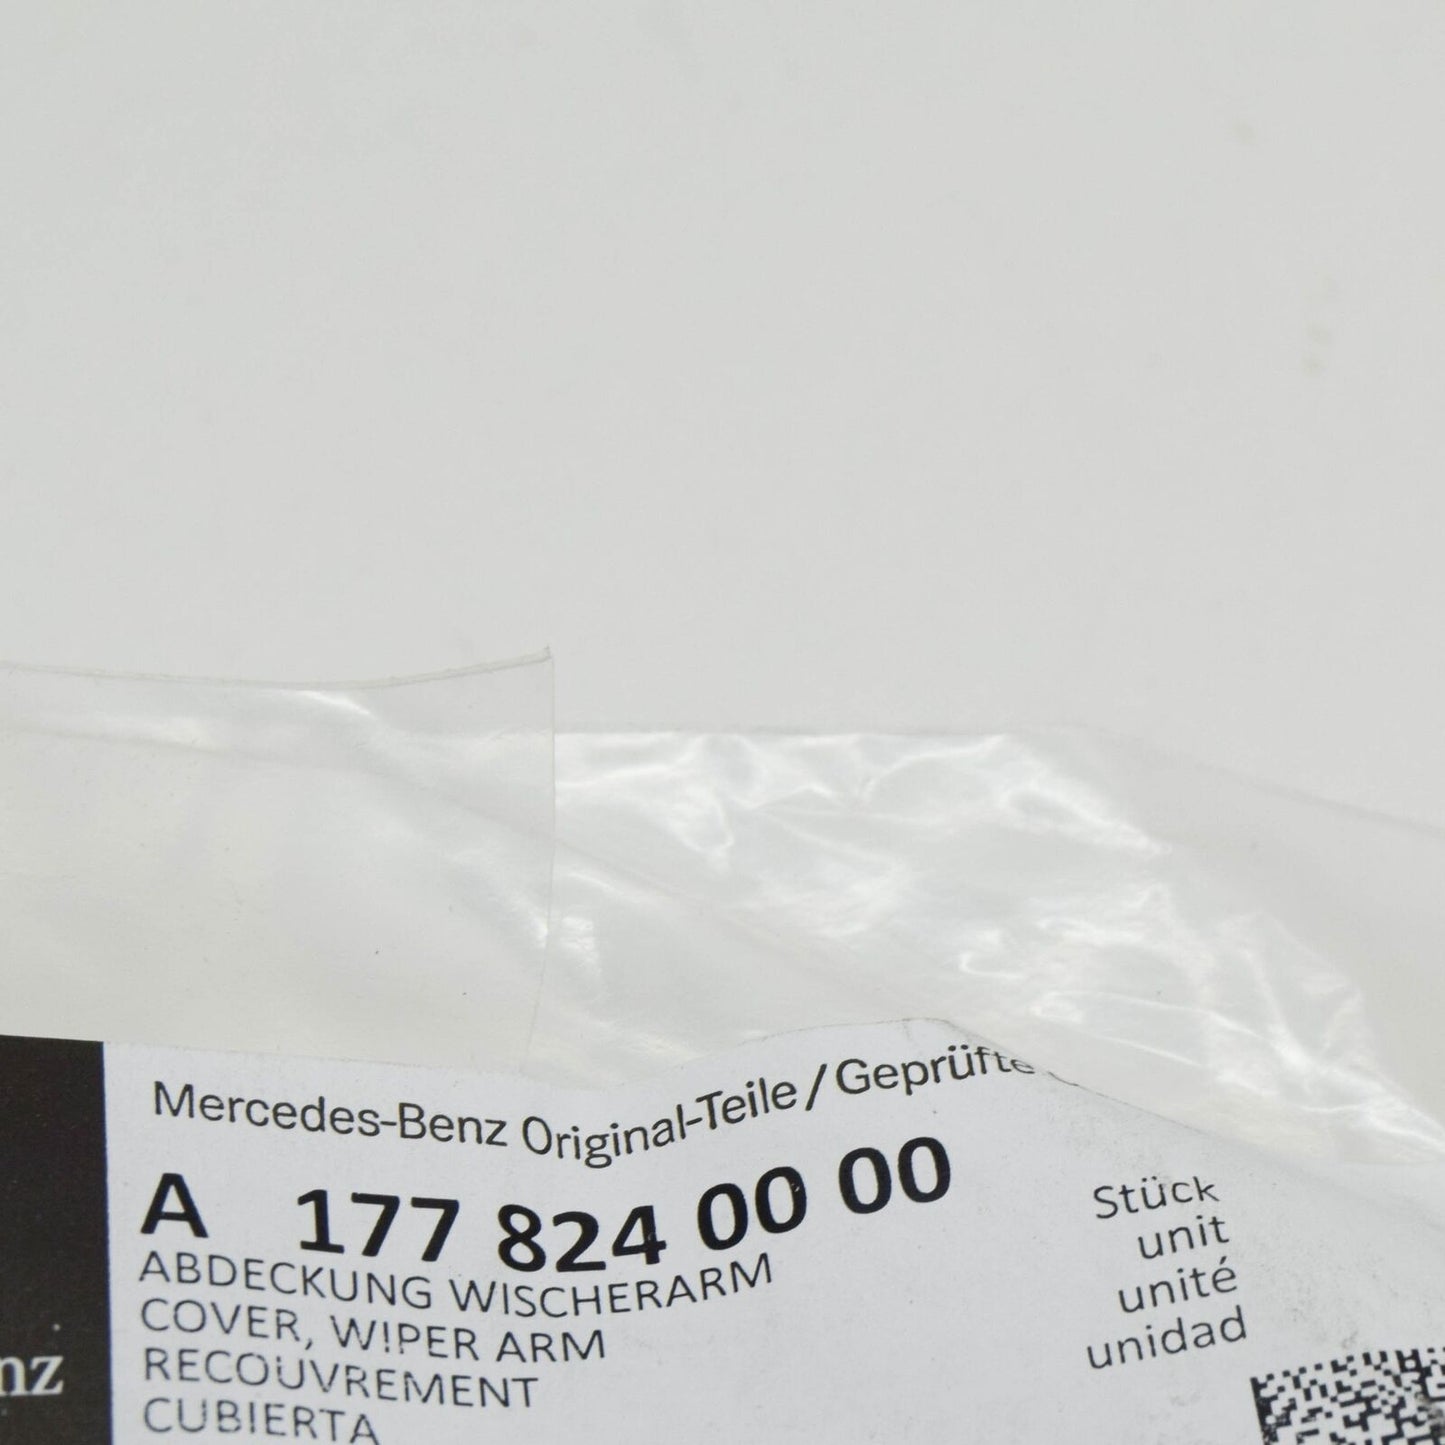 Mercedes-Benz Original-Teile/Geprüfte
A 177 824 00 00
ABDECKUNG WISCHERARM
COVER, WIPER ARM
RECOUVREMENT
CUBIERTA
Stück
unit
unité
unidad
nz